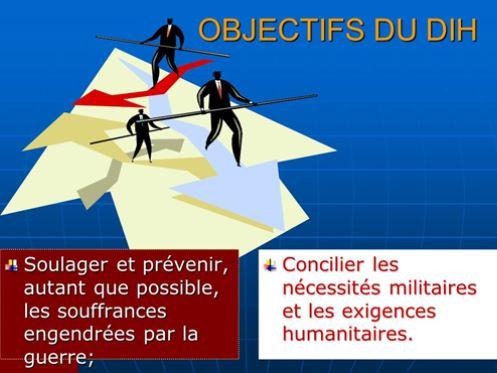 OBJECTIFS DU DIH
Soulager et prévenir,
autant que possible,
les souffrances
engendrées par la
guerre;
Concilier les
nécessités militaires
et les exigences
humanitaires.